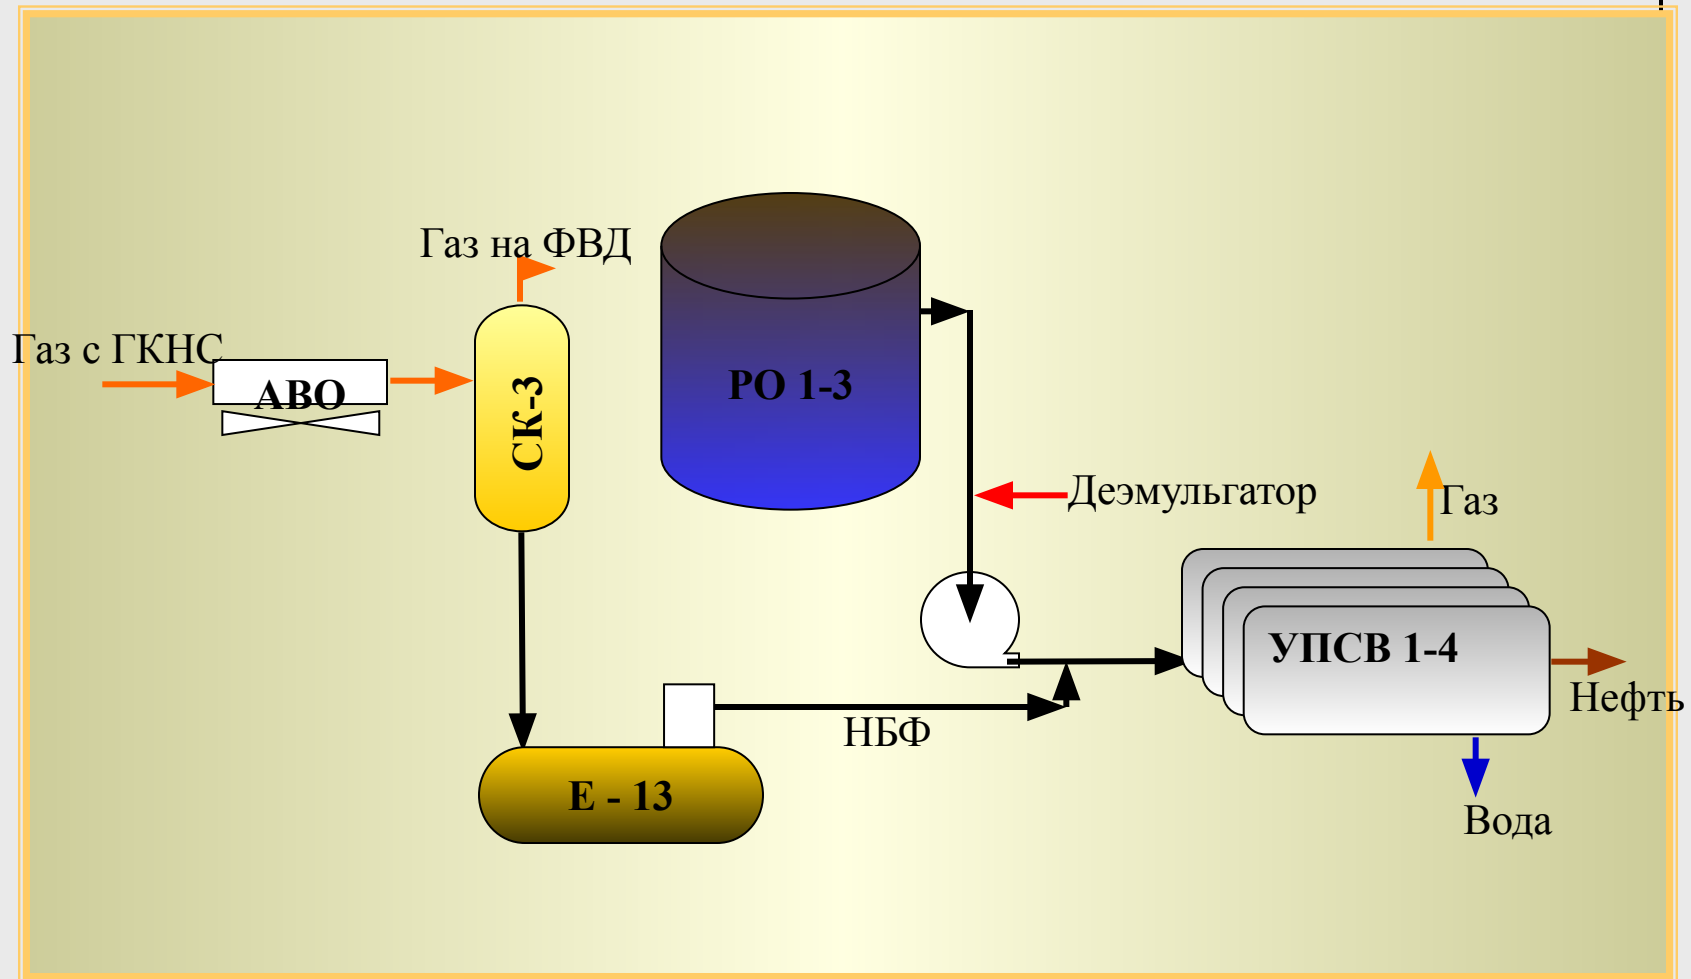 Газ на ФВД
Газ с ГКНС
АВО
СК-3
РО 1-3
Деэмульгатор
Газ
УПСВ 1-4
Нефть
НБФ
Е - 13
Вода